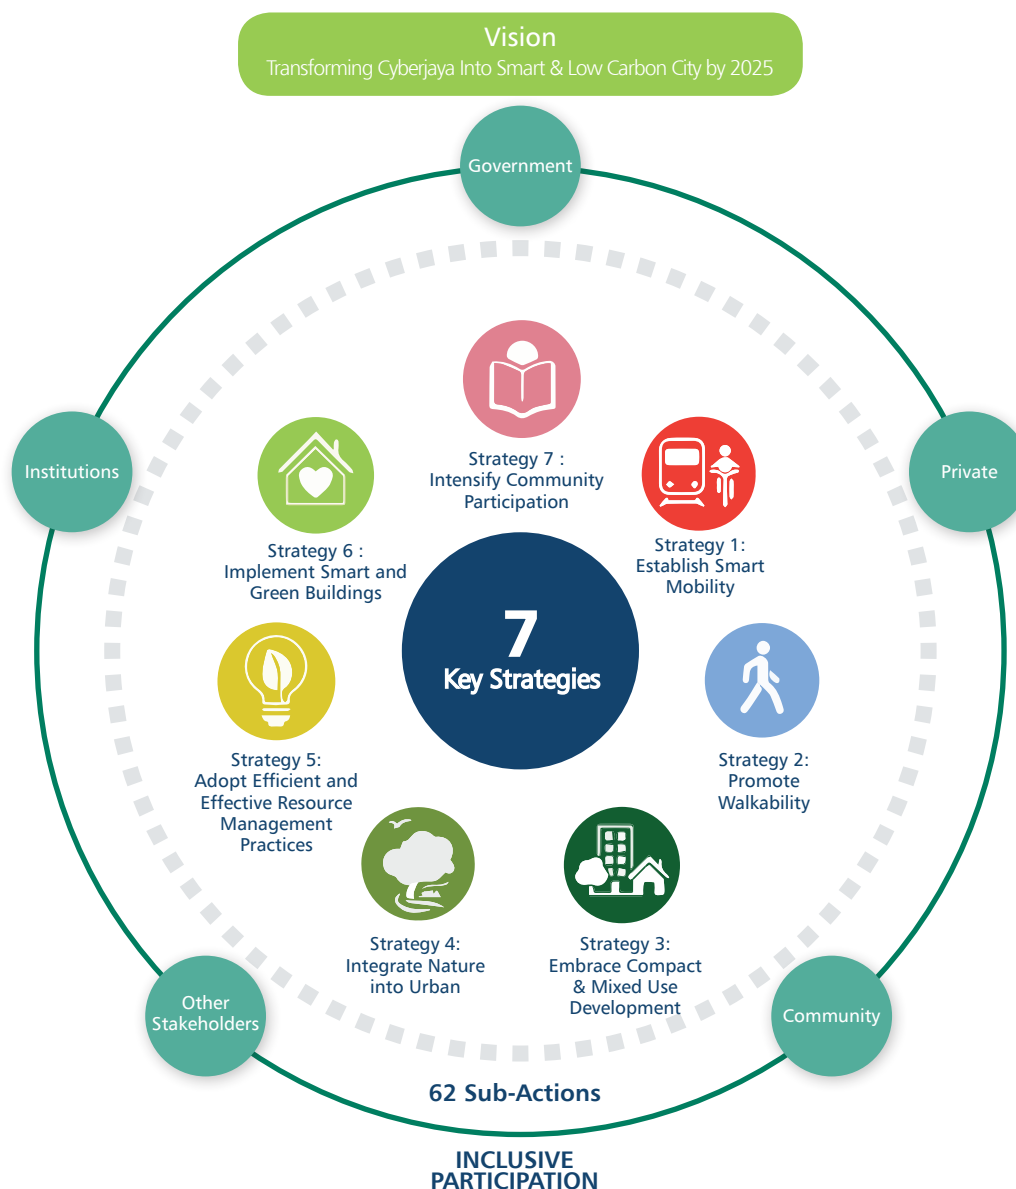 Vision
Transforming Cyberjaya Into Smart & Low Carbon City by 2025
Government
Institutions
Private
Strategy 7 :
Intensify Community
Participation
Strategy 1:
Establish Smart
Mobility
Strategy 6 :
Implement Smart and
Green Buildings
7
Key Strategies
Strategy 2:
Promote
Walkability
Strategy 5:
Adopt Efficient and
Effective Resource
Management
Practices
Strategy 4:
Integrate Nature
into Urban
Strategy 3:
Embrace Compact
& Mixed Use
Development
Other
Stakeholders
Community
62 Sub-Actions
INCLUSIVE
PARTICIPATION